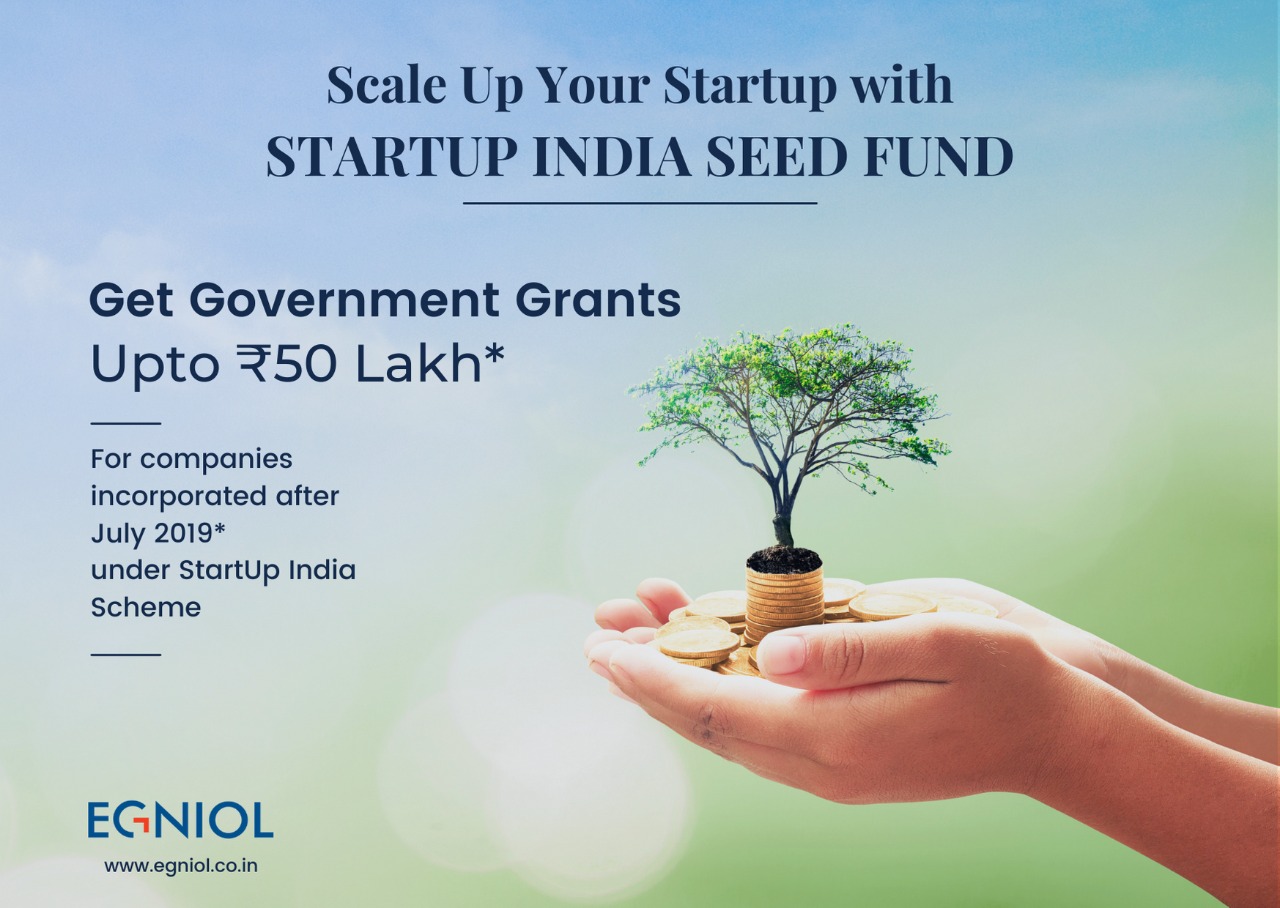 Scale Up Your Startup with
STARTUP INDIA SEED FUND
Get Government Grants
Upto ₹50 Lakh*
For companies
incorporated after
July 2019*
under StartUp India
Scheme
EGNIOL
www.egniol.co.in